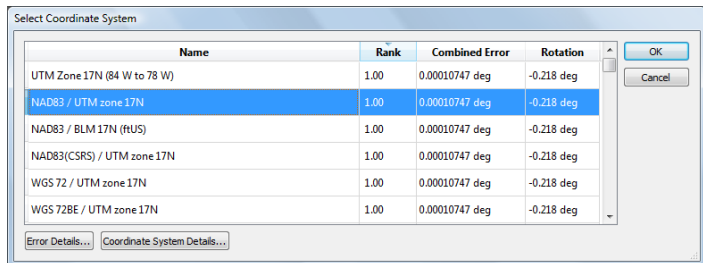 Select Coordinate System
Name Rank Combined Error Rotation OK
UTM Zone 17N (84 W to 78 W) 1.00 0.00010747 deg -0.218 deg Cancel
NAD83 / UTM zone 17N 1.00 0.00010747 deg -0.218 deg
NAD83 / BLM 17N (ftUS) 1.00 0.00010747 deg -0.218 deg
NAD83(CSRS) / UTM zone 17N 1.00 0.00010747 deg -0.218 deg
WGS 72 / UTM zone 17N 1.00 0.00010747 deg -0.218 deg
WGS 72BE / UTM zone 17N 1.00 0.00010747 deg -0.218 deg
Error Details... Coordinate System Details...